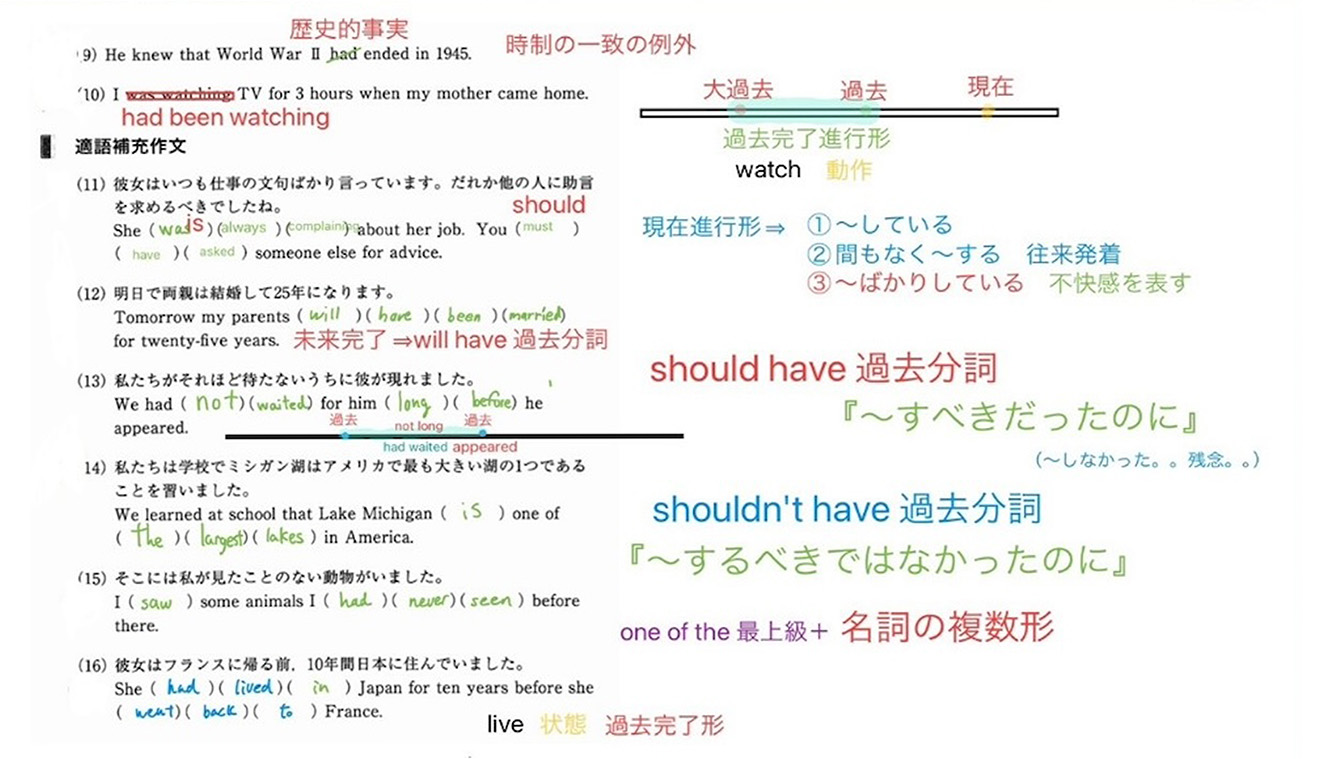 歴史的事実
9) He knew that World War Ⅱ had ended in 1945.
時制の一致の例外
10) I was watching TV for 3 hours when my mother came home.
had been watching
大過去 過去 現在
過去完了進行形
watch 動作
適語補充作文
(11) 彼女はいつも仕事の文句ばかり言っています。だれか他の人に助言
を求めるべきでしたね。
should
She (was is)(always)(complaining) about her job. You (must)
(have)(asked) someone else for advice.
現在進行形⇒ ①〜している
②間もなく〜する 往来発着
③〜ばかりしている 不快感を表す
(12) 明日で両親は結婚して25年になります。
Tomorrow my parents (will)(have)(been)(married)
for twenty-five years. 未来完了⇒will have 過去分詞
should have 過去分詞
『〜すべきだったのに』
(〜しなかった。。残念。。)
(13) 私たちがそれほど待たないうちに彼が現れました。
We had (not)(waited) for him (long)(before) he
appeared.
過去 not long 過去
had waited appeared
14) 私たちは学校でミシガン湖はアメリカで最も大きい湖の1つである
ことを習いました。
We learned at school that Lake Michigan (is) one of
(the)(largest)(lakes) in America.
shouldn't have 過去分詞
『〜するべきではなかったのに』
(15) そこには私が見たことのない動物がいました。
I (saw) some animals I (had)(never)(seen) before
there.
one of the 最上級＋ 名詞の複数形
(16) 彼女はフランスに帰る前，10年間日本に住んでいました。
She (had)(lived)(in) Japan for ten years before she
(went)(back)(to) France.
live 状態 過去完了形